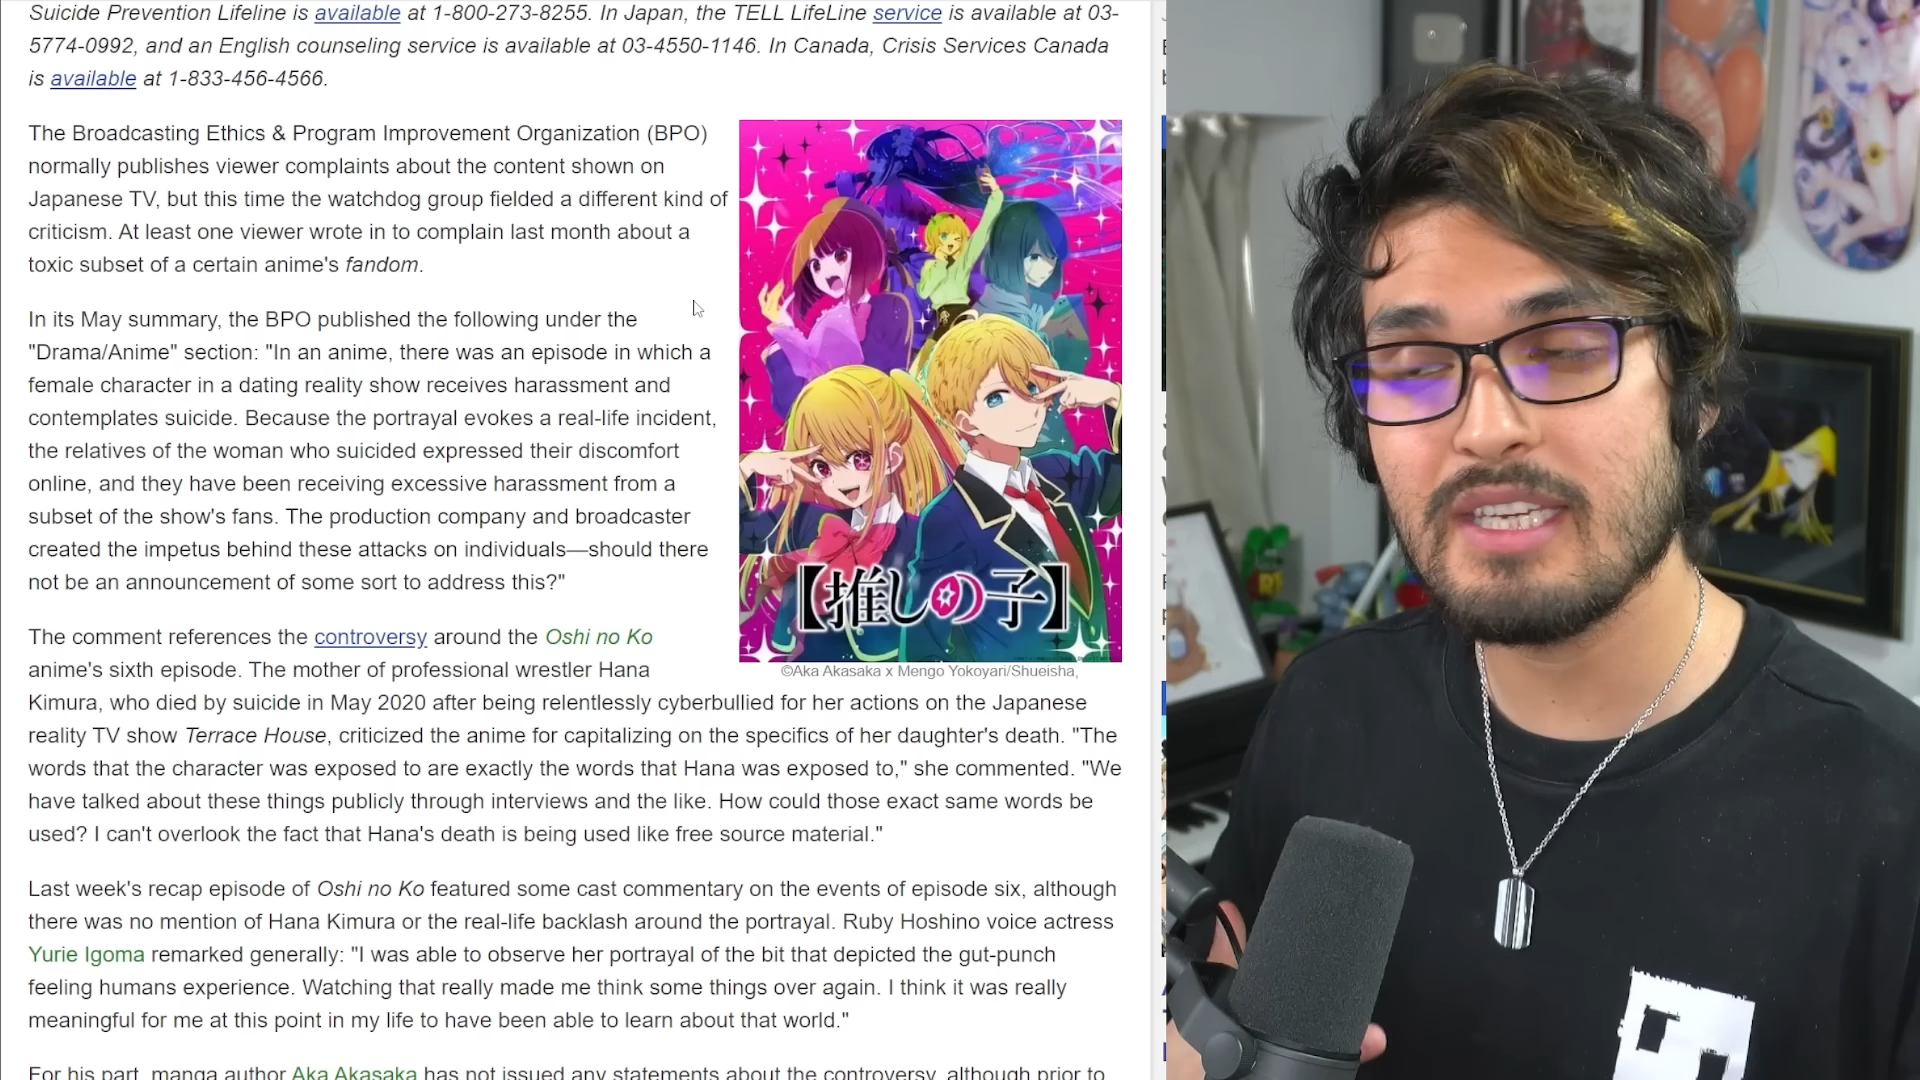 Suicide Prevention Lifeline is available at 1-800-273-8255. In Japan, the TELL LifeLine service is available at 03-
5774-0992, and an English counseling service is available at 03-4550-1146. In Canada, Crisis Services Canada
is available at 1-833-456-4566.
The Broadcasting Ethics & Program Improvement Organization (BPO)
normally publishes viewer complaints about the content shown on
Japanese TV, but this time the watchdog group fielded a different kind of
criticism. At least one viewer wrote in to complain last month about a
toxic subset of a certain anime's fandom.
In its May summary, the BPO published the following under the
"Drama/Anime" section: "In an anime, there was an episode in which a
female character in a dating reality show receives harassment and
contemplates suicide. Because the portrayal evokes a real-life incident,
the relatives of the woman who suicided expressed their discomfort
online, and they have been receiving excessive harassment from a
subset of the show's fans. The production company and broadcaster
created the impetus behind these attacks on individuals—should there
not be an announcement of some sort to address this?"
【推しの子】
©Aka Akasaka x Mengo Yokoyari/Shueisha,
The comment references the controversy around the Oshi no Ko
anime's sixth episode. The mother of professional wrestler Hana
Kimura, who died by suicide in May 2020 after being relentlessly cyberbullied for her actions on the Japanese
reality TV show Terrace House, criticized the anime for capitalizing on the specifics of her daughter's death. "The
words that the character was exposed to are exactly the words that Hana was exposed to," she commented. "We
have talked about these things publicly through interviews and the like. How could those exact same words be
used? I can't overlook the fact that Hana's death is being used like free source material."
Last week's recap episode of Oshi no Ko featured some cast commentary on the events of episode six, although
there was no mention of Hana Kimura or the real-life backlash around the portrayal. Ruby Hoshino voice actress
Yurie Igoma remarked generally: "I was able to observe her portrayal of the bit that depicted the gut-punch
feeling humans experience. Watching that really made me think some things over again. I think it was really
meaningful for me at this point in my life to have been able to learn about that world."
For his part, manga author Aka Akasaka has not issued any statements about the controversy, although prior to